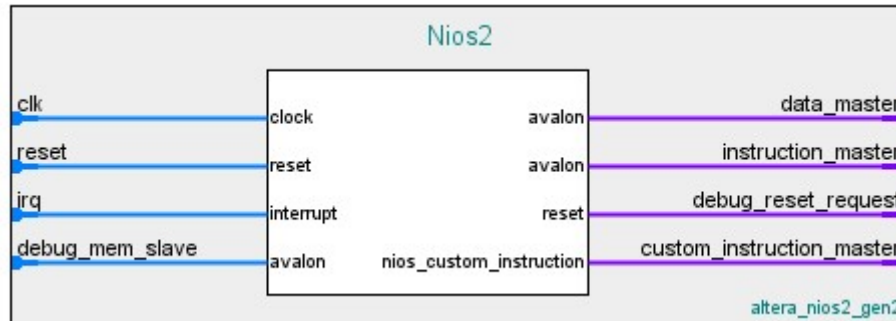 Nios2
clk clock avalon data_master
reset reset avalon instruction_master
irq interrupt reset debug_reset_request
debug_mem_slave avalon nios_custom_instruction custom_instruction_master
altera_nios2_gen2